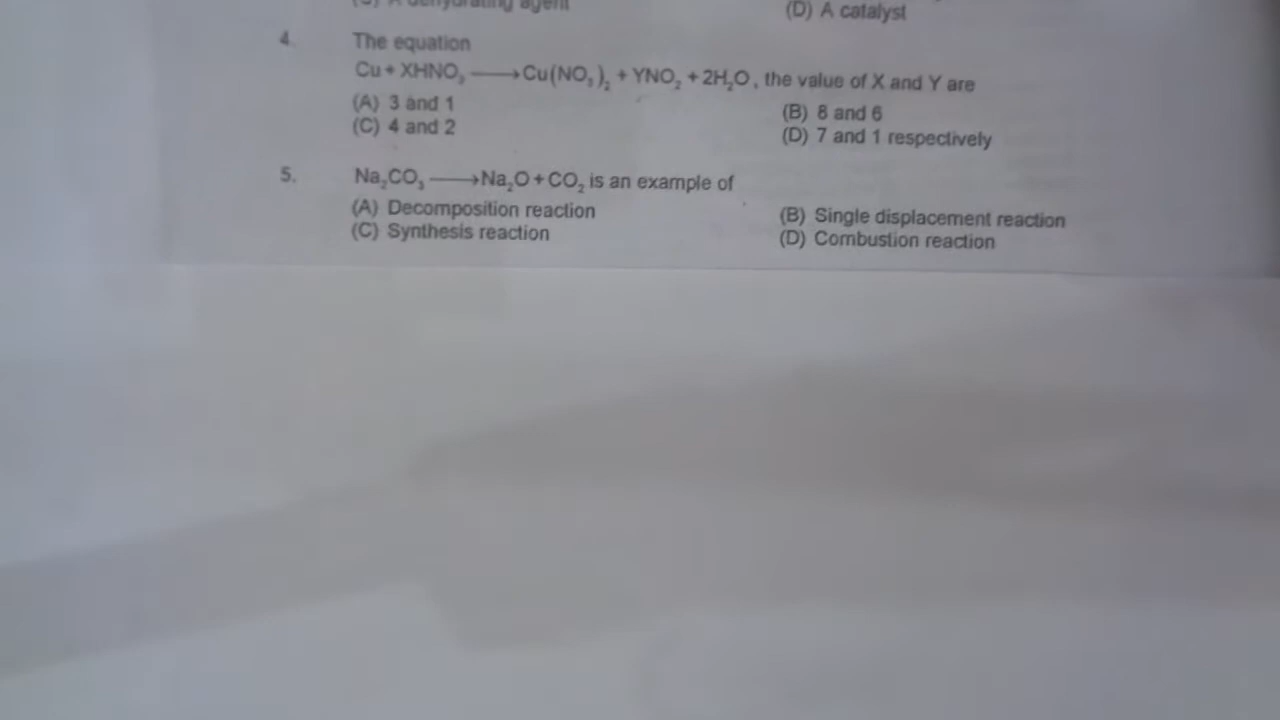 (C) A dehydrating agent (D) A catalyst
4. The equation
Cu + XHNO₃ ⟶ Cu(NO₃)₂ + YNO₂ + 2H₂O, the value of X and Y are
(A) 3 and 1 (B) 8 and 6
(C) 4 and 2 (D) 7 and 1 respectively
5. Na₂CO₃ ⟶ Na₂O + CO₂ is an example of
(A) Decomposition reaction (B) Single displacement reaction
(C) Synthesis reaction (D) Combustion reaction